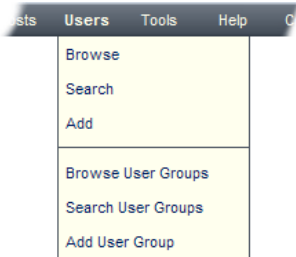 Users Tools Help
Browse
Search
Add
Browse User Groups
Search User Groups
Add User Group